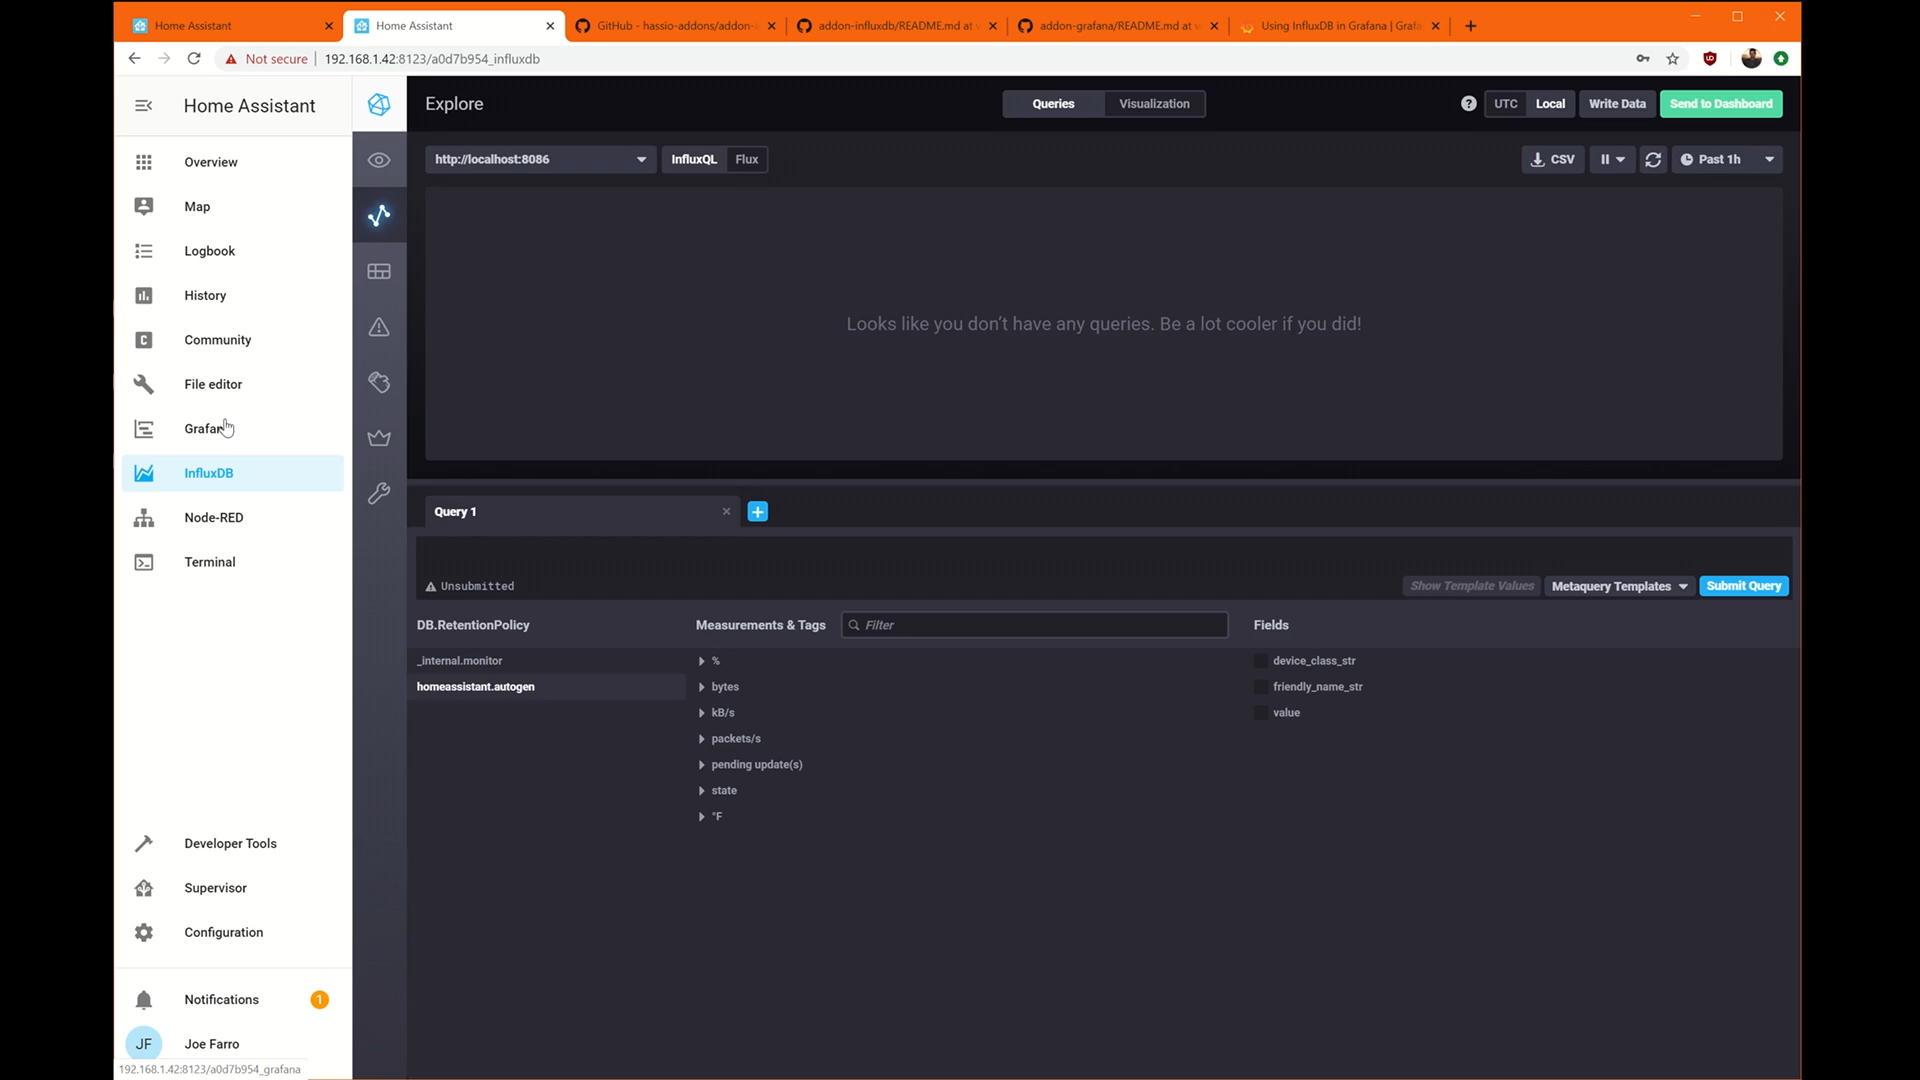 Home Assistant
Home Assistant
GitHub - hassio-addons/addon-
addon-influxdb/README.md at
addon-grafana/README.md at
Using InfluxDB in Grafana | Grafa
Not secure
192.168.1.42:8123/a0d7b954_influxdb
Home Assistant
Explore
Queries
Visualization
UTC
Local
Write Data
Send to Dashboard
Overview
http://localhost:8086
InfluxQL
Flux
CSV
Past 1h
Map
Logbook
History
Looks like you don’t have any queries. Be a lot cooler if you did!
Community
File editor
Grafan
InfluxDB
Node-RED
Query 1
Terminal
Unsubmitted
Show Template Values
Metaquery Templates
Submit Query
DB.RetentionPolicy
Measurements & Tags
Filter
Fields
_internal.monitor
%
device_class_str
homeassistant.autogen
bytes
friendly_name_str
kB/s
value
packets/s
pending update(s)
state
°F
Developer Tools
Supervisor
Configuration
Notifications
1
JF
Joe Farro
192.168.1.42:8123/a0d7b954_grafana